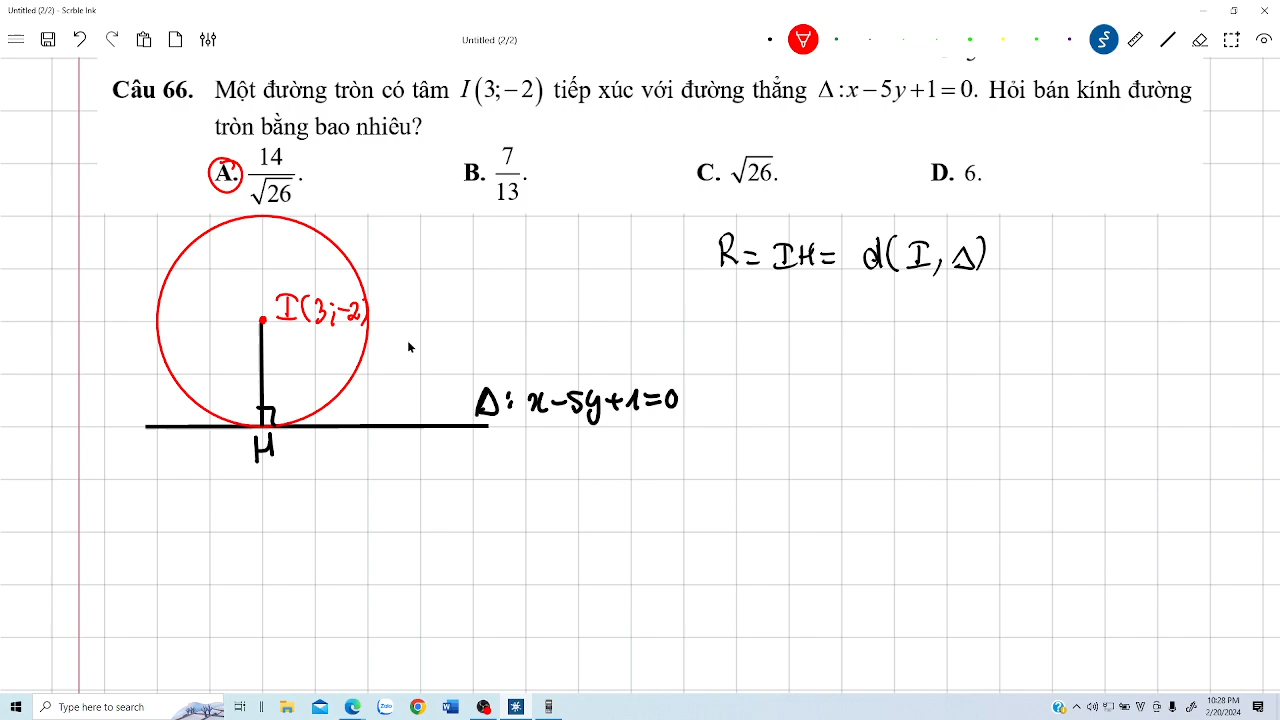 Untitled (2/2) - Scrble Ink
Untitled (2/2)
Câu 66. Một đường tròn có tâm I(3;−2) tiếp xúc với đường thẳng Δ:x−5y+1=0. Hỏi bán kính đường
tròn bằng bao nhiêu?
A. 14/√26. B. 7/13. C. √26. D. 6.
R = IH = d(I, Δ)
I(3;-2)
Δ: x-5y+1=0
H
Type here to search
Zalo
10:28 PM
2/20/2024